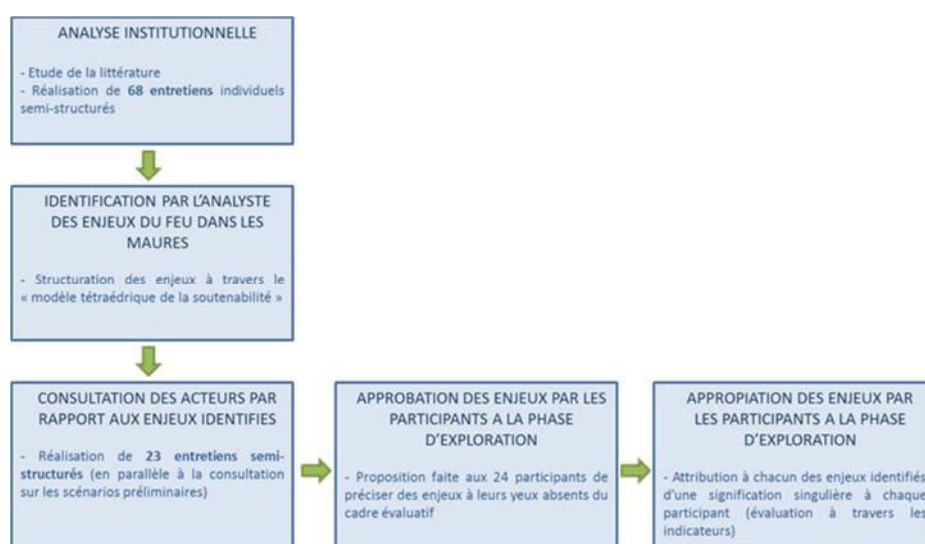 ANALYSE INSTITUTIONNELLE
- Etude de la littérature
- Réalisation de 68 entretiens individuels
semi-structurés
IDENTIFICATION PAR L'ANALYSTE
DES ENJEUX DU FEU DANS LES
MAURES
- Structuration des enjeux à travers le
« modèle tétraédrique de la soutenabilité »
CONSULTATION DES ACTEURS PAR
RAPPORT AUX ENJEUX IDENTIFIES
- Réalisation de 23 entretiens semi-
structurés (en parallèle à la consultation
sur les scénarios préliminaires)
APPROBATION DES ENJEUX PAR LES
PARTICIPANTS A LA PHASE
D'EXPLORATION
- Proposition faite aux 24 participants de
préciser des enjeux à leurs yeux absents du
cadre évaluatif
APPROPIATION DES ENJEUX PAR
LES PARTICIPANTS A LA PHASE
D'EXPLORATION
- Attribution à chacun des enjeux identifiés
d'une signification singulière à chaque
participant (évaluation à travers les
indicateurs)